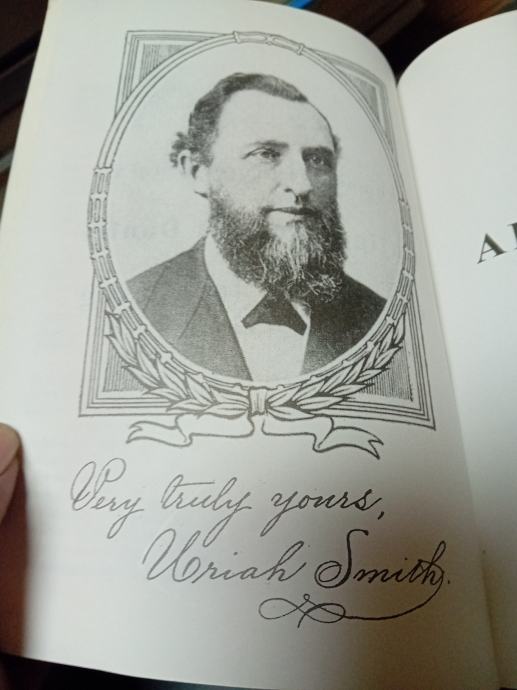 Very truly yours,
Uriah Smith.
A